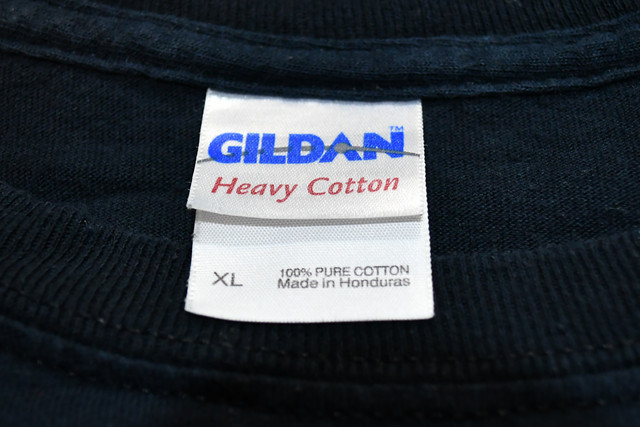 GILDAN™
Heavy Cotton
XL
100% PURE COTTON
Made in Honduras